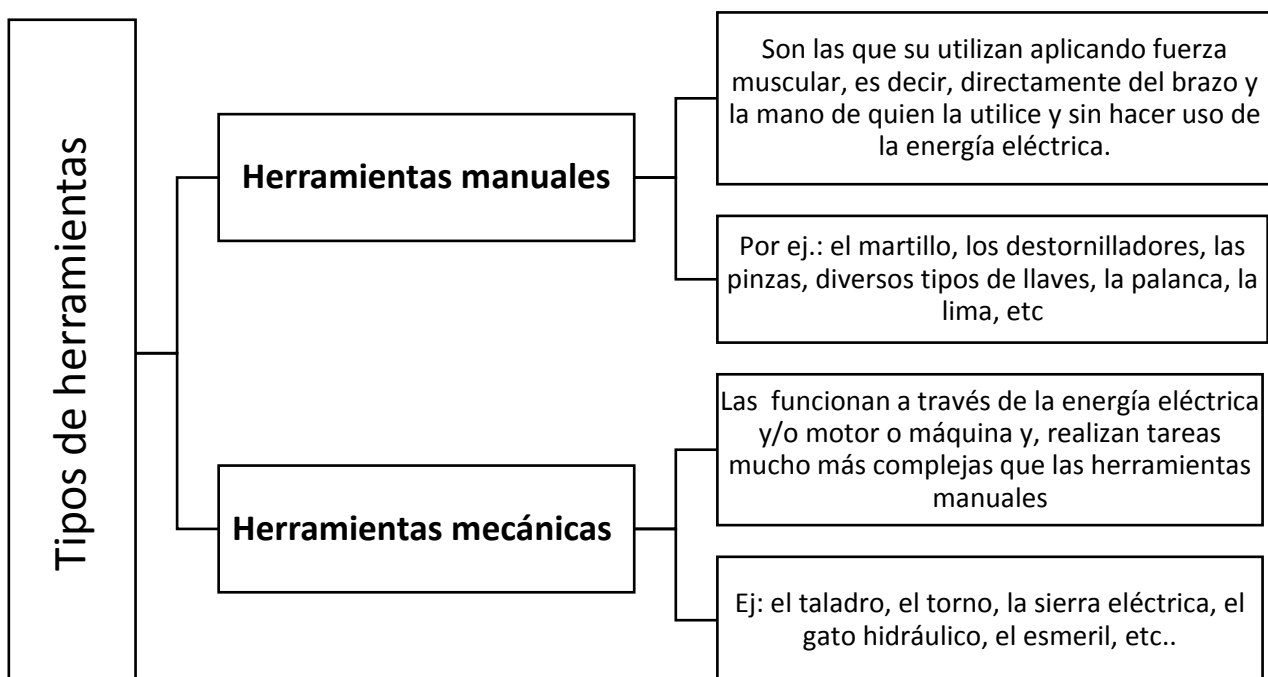 Tipos de herramientas
Herramientas manuales
Son las que su utilizan aplicando fuerza
muscular, es decir, directamente del brazo y
la mano de quien la utilice y sin hacer uso de
la energía eléctrica.
Por ej.: el martillo, los destornilladores, las
pinzas, diversos tipos de llaves, la palanca, la
lima, etc
Herramientas mecánicas
Las  funcionan a través de la energía eléctrica
y/o motor o máquina y, realizan tareas
mucho más complejas que las herramientas
manuales
Ej: el taladro, el torno, la sierra eléctrica, el
gato hidráulico, el esmeril, etc..